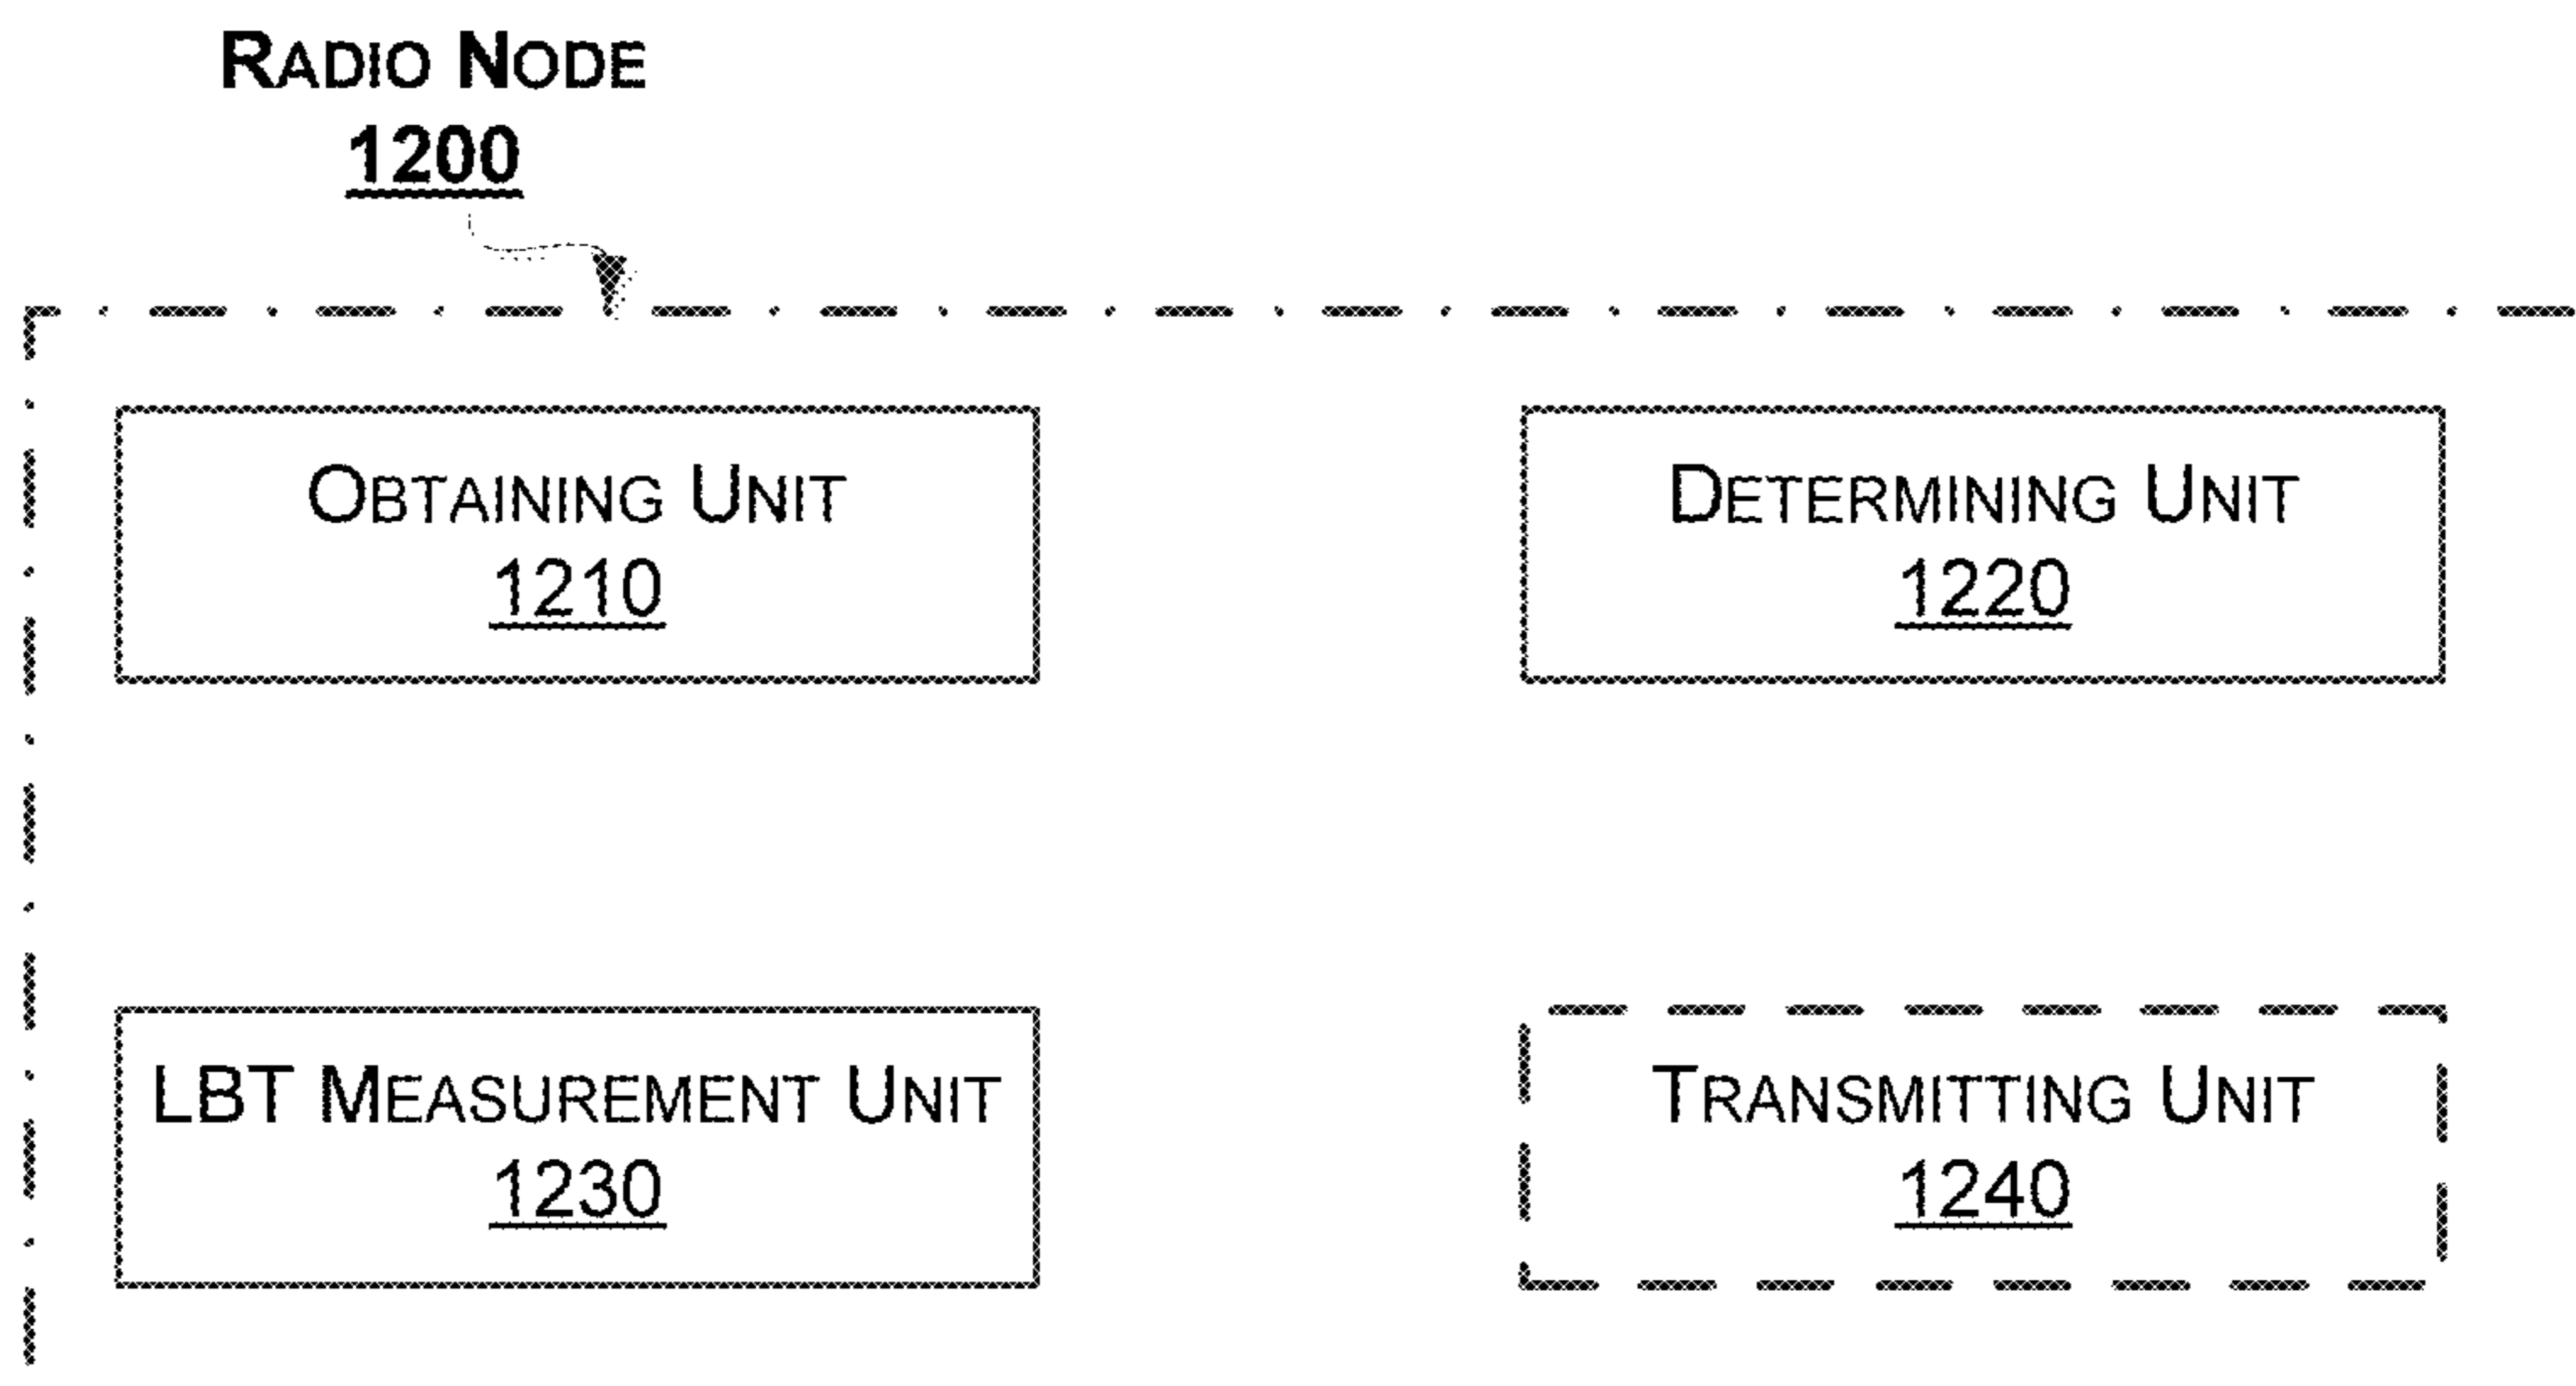 RADIO NODE
1200
OBTAINING UNIT
1210
DETERMINING UNIT
1220
LBT MEASUREMENT UNIT
1230
TRANSMITTING UNIT
1240